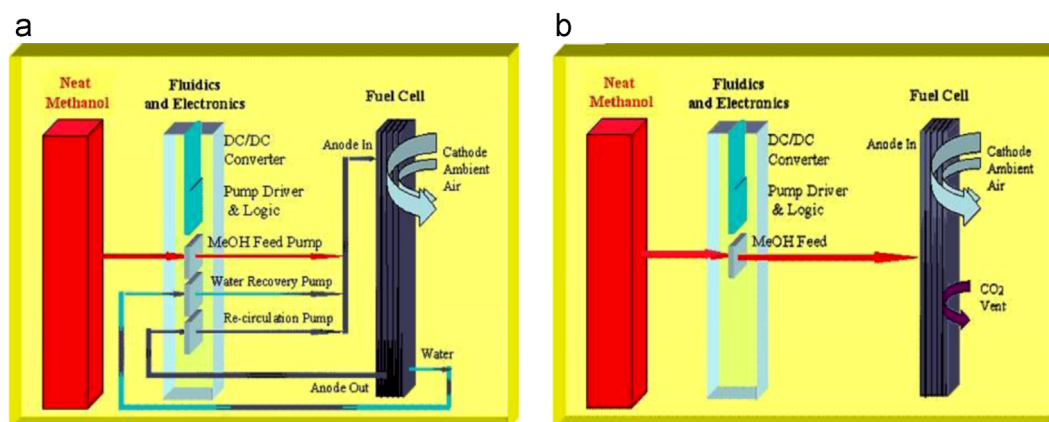 a
Neat
Methanol
Fluidics
and Electronics
Fuel Cell
DC/DC
Converter
Anode In
Cathode
Ambient
Air
Pump Driver
& Logic
MeOH Feed Pump
Water Recovery Pump
Re-circulation Pump
Water
Anode Out
b
Neat
Methanol
Fluidics
and Electronics
Fuel Cell
DC/DC
Converter
Anode In
Cathode
Ambient
Air
Pump Driver
& Logic
MeOH Feed
CO₂
Vent